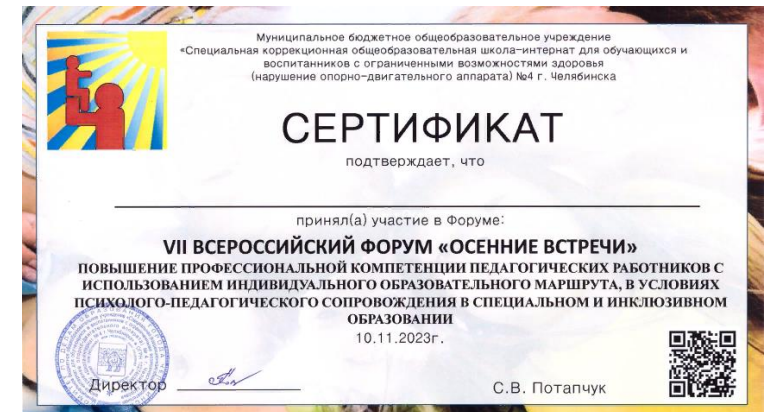 Муниципальное бюджетное общеобразовательное учреждение
«Специальная коррекционная общеобразовательная школа-интернат для обучающихся и
воспитанников с ограниченными возможностями здоровья
(нарушение опорно-двигательного аппарата) №4 г. Челябинска
СЕРТИФИКАТ
подтверждает, что
принял(а) участие в Форуме:
VII ВСЕРОССИЙСКИЙ ФОРУМ «ОСЕННИЕ ВСТРЕЧИ»
ПОВЫШЕНИЕ ПРОФЕССИОНАЛЬНОЙ КОМПЕТЕНЦИИ ПЕДАГОГИЧЕСКИХ РАБОТНИКОВ С
ИСПОЛЬЗОВАНИЕМ ИНДИВИДУАЛЬНОГО ОБРАЗОВАТЕЛЬНОГО МАРШРУТА, В УСЛОВИЯХ
ПСИХОЛОГО-ПЕДАГОГИЧЕСКОГО СОПРОВОЖДЕНИЯ В СПЕЦИАЛЬНОМ И ИНКЛЮЗИВНОМ
ОБРАЗОВАНИИ
10.11.2023г.
Директор
С.В. Потапчук